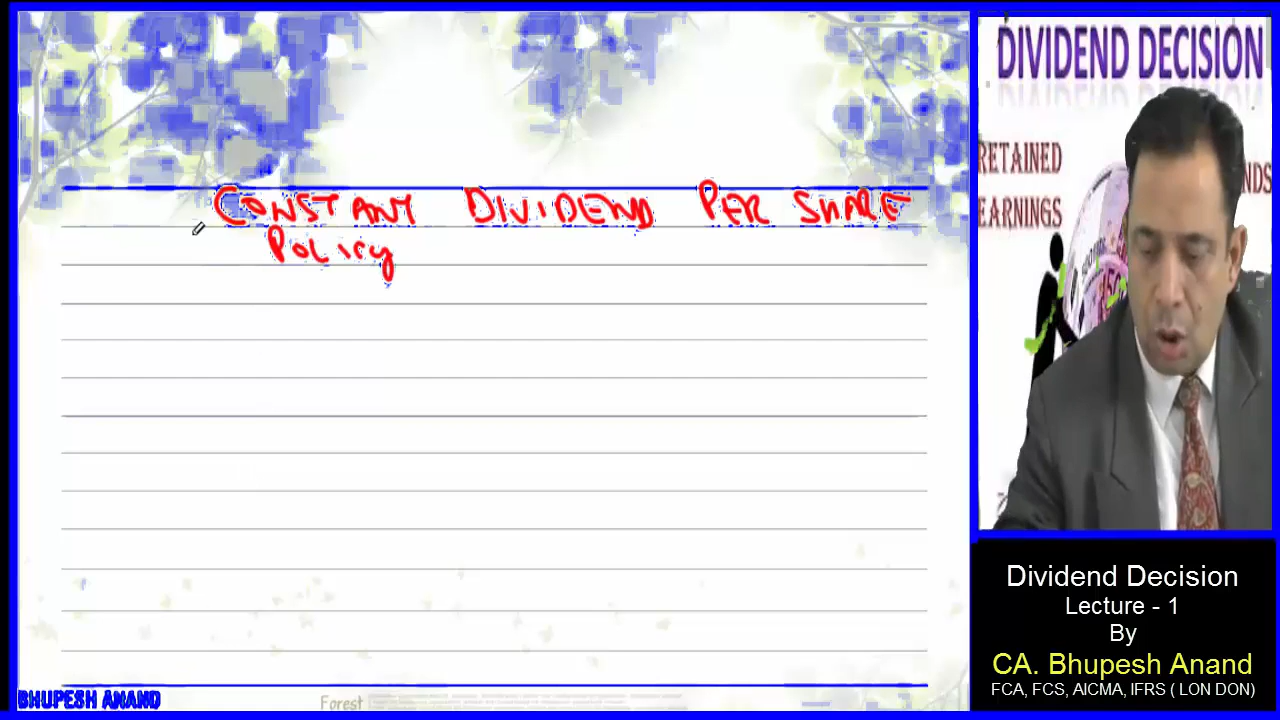 CONSTANT DIVIDEND PER SHARE
Policy
BHUPESH ANAND
Forest
DIVIDEND DECISION
RETAINED
EARNINGS
Dividend Decision
Lecture - 1
By
CA. Bhupesh Anand
FCA, FCS, AICMA, IFRS ( LON DON)